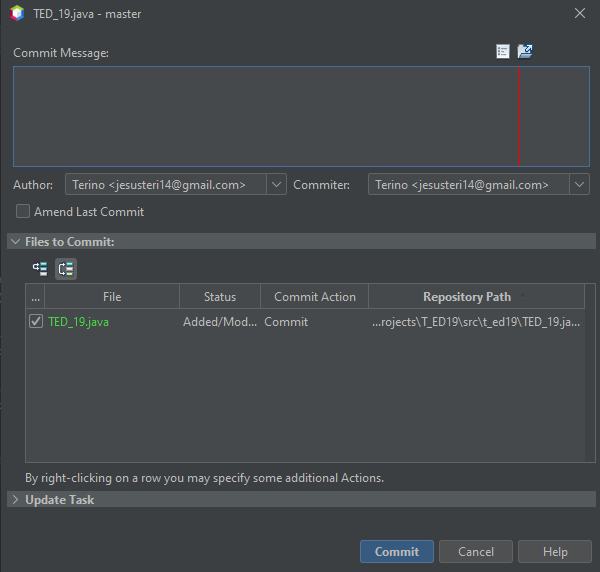 TED_19.java - master
Commit Message:
Author: Terino <jesusteri14@gmail.com> Commiter: Terino <jesusteri14@gmail.com>
Amend Last Commit
Files to Commit:
... File Status Commit Action Repository Path
TED_19.java Added/Mod... Commit ...rojects\T_ED19\src\t_ed19\TED_19.ja...
By right-clicking on a row you may specify some additional Actions.
Update Task
Commit Cancel Help